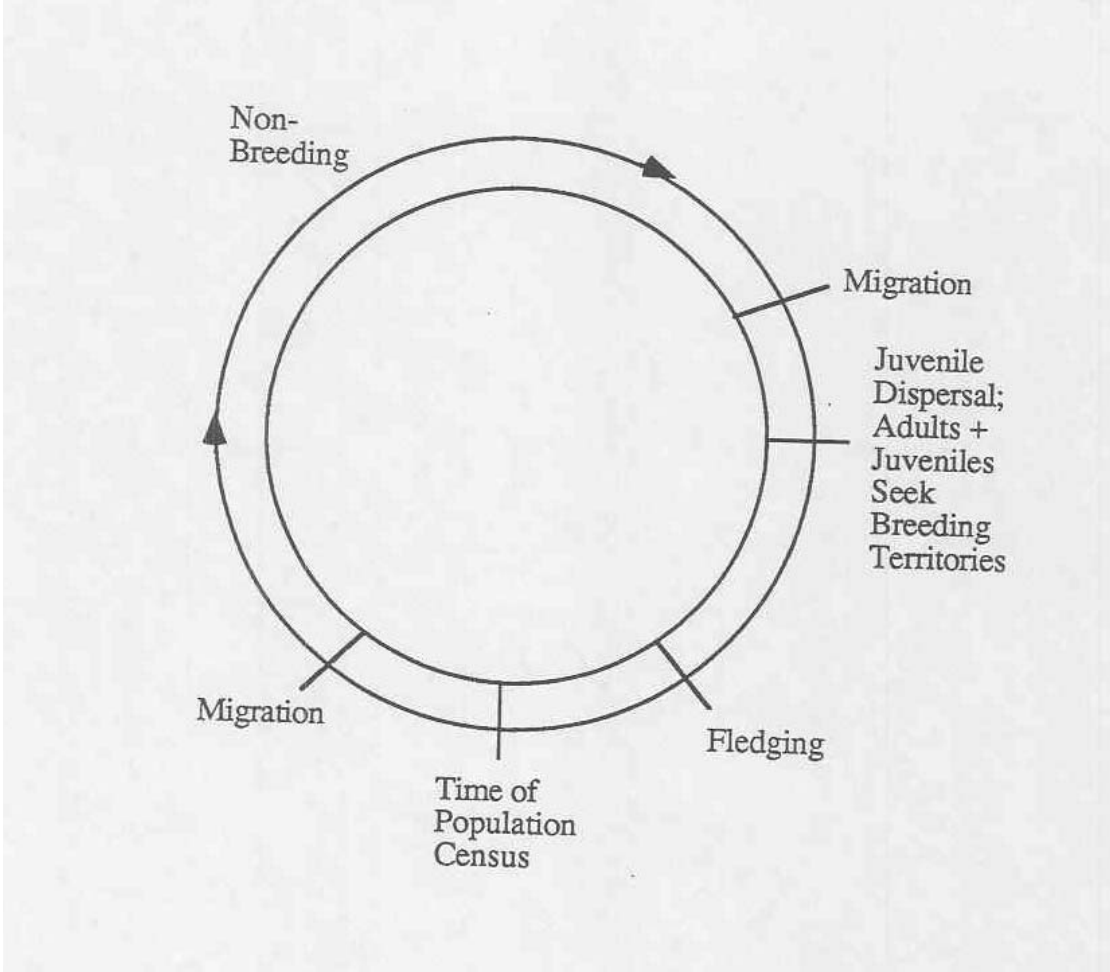 Non-
Breeding
Migration
Juvenile
Dispersal;
Adults +
Juveniles
Seek
Breeding
Territories
Fledging
Time of
Population
Census
Migration